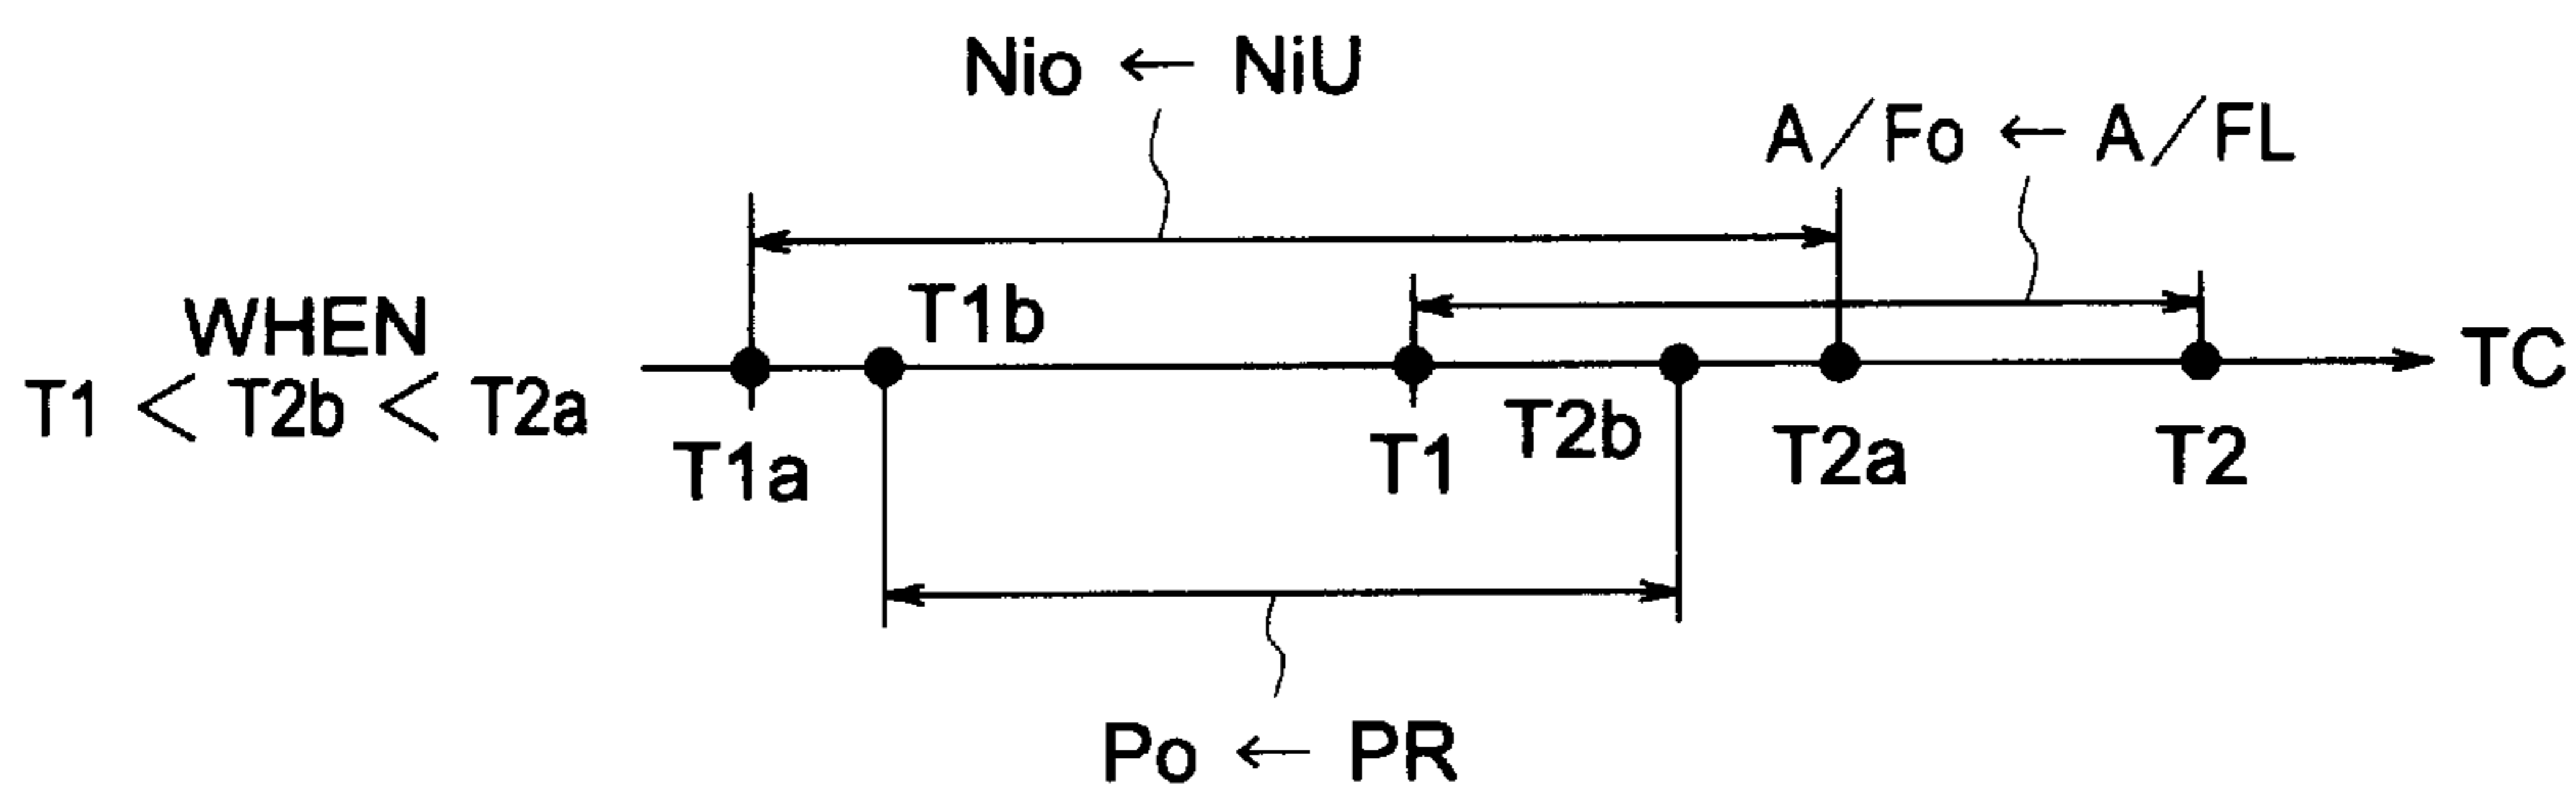 Nio ← NiU
A/Fo ← A/FL
T1b
WHEN
T1 < T2b < T2a
TC
T1a
T1
T2b
T2a
T2
Po ← PR